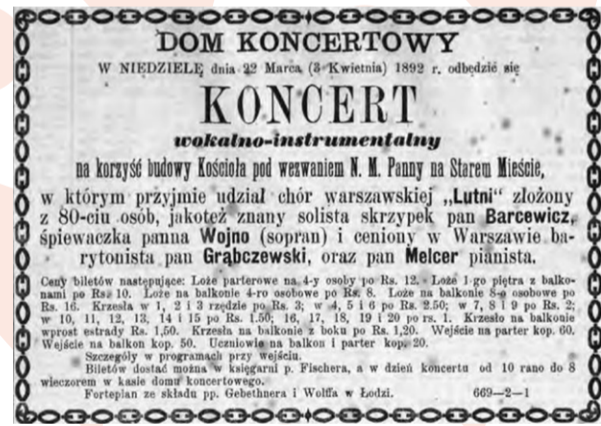 DOM KONCERTOWY
W NIEDZIELĘ dnia 22 Marca (3 Kwietnia) 1892 r. odbędzie się
KONCERT
wokalno-instrumentalny
na korzyść budowy Kościoła pod wezwaniem N. M. Panny na Starem Mieście,
w którym przyjmie udział chór warszawskiej „Lutni“ złożony
z 80-ciu osób, jakoteż znany solista skrzypek pan Barcewicz,
śpiewaczka panna Wojno (sopran) i ceniony w Warszawie ba-
rytonista pan Grąbczewski, oraz pan Melcer pianista.
Ceny biletów następujące: Loże parterowe na 4-y osoby po Rs. 12. Loże 1-go piętra z balko-
nami po Rs. 10. Loże na balkonie 4-ro osobowe po Rs. 8. Loże na balkonie 8-o osobowe po
Rs. 16. Krzesła w 1, 2 i 3 rzędzie po Rs. 3; w 4, 5 i 6 po Rs. 2.50; w 7, 8 i 9 po Rs. 2;
w 10, 11, 12, 13, 14 i 15 po Rs. 1.50; 16, 17, 18, 19 i 20 po rs. 1. Krzesło na balkonie
wprost estrady Rs. 1,50. Krzesła na balkonie z boku po Rs. 1,20. Wejście na parter kop. 60.
Wejście na balkon kop. 50. Uczniowie na balkon i parter kop. 20.
Szczegóły w programach przy wejściu.
Biletów dostać można w księgarni p. Fischera, a w dzień koncertu od 10 rano do 8
wieczorem w kasie domu koncertowego.
Forteplan ze składu pp. Gebethnera i Wolffa w Łodzi. 669—2—1